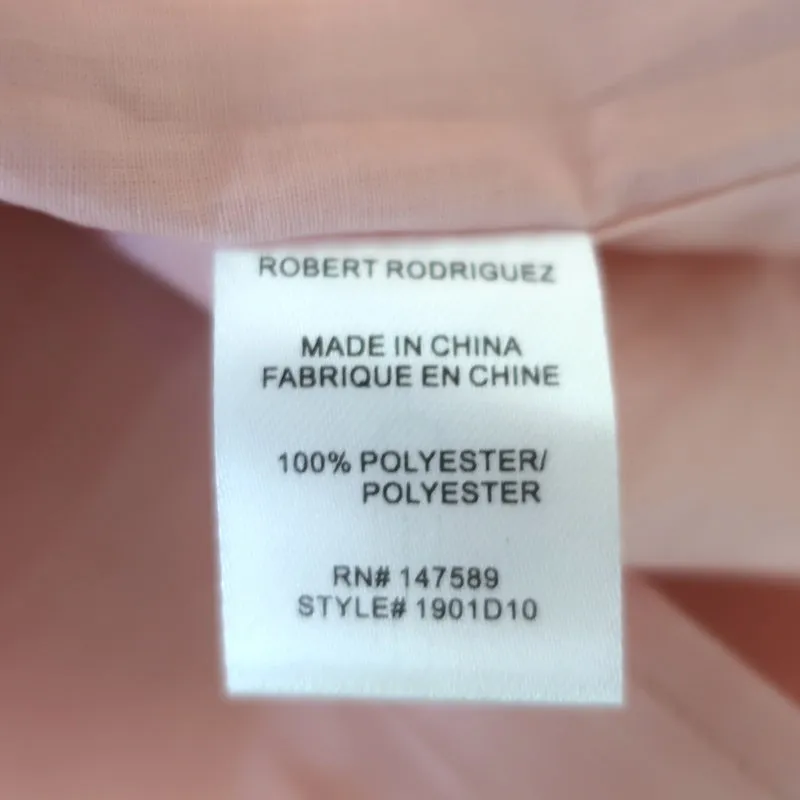 ROBERT RODRIGUEZ
MADE IN CHINA
FABRIQUE EN CHINE
100% POLYESTER/
POLYESTER
RN# 147589
STYLE# 1901D10